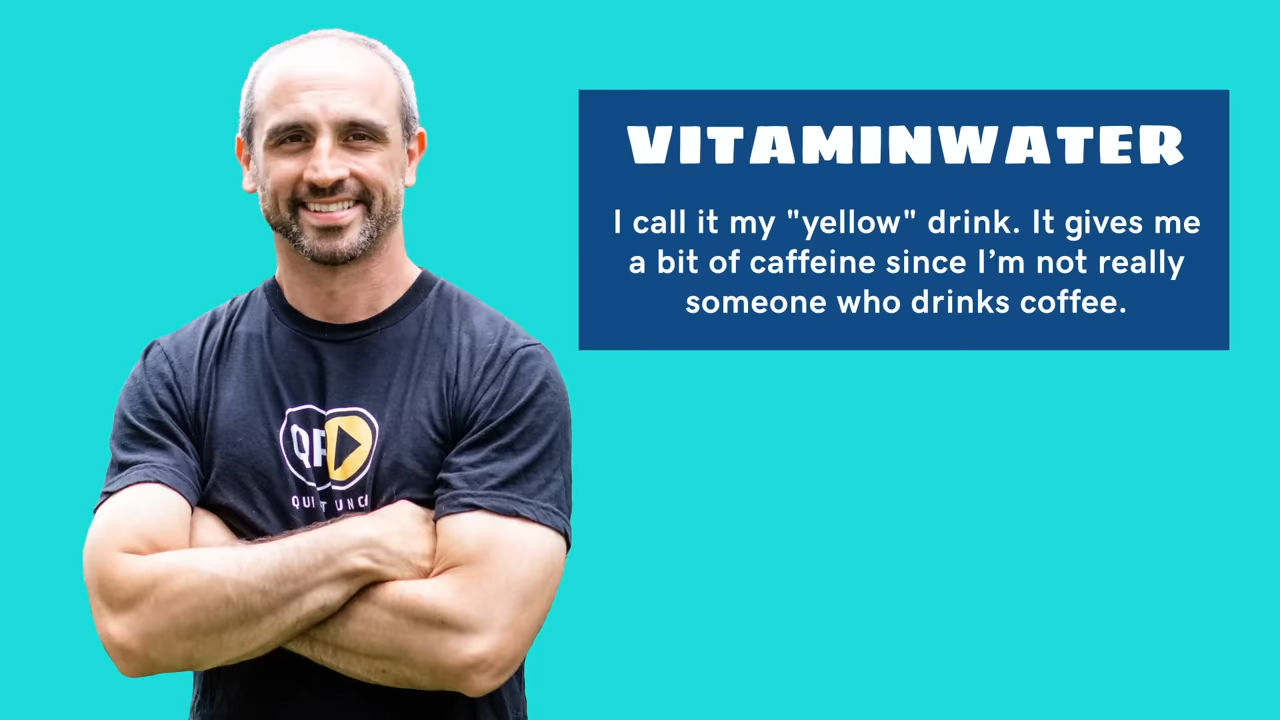 VITAMINWATER
I call it my "yellow" drink. It gives me
a bit of caffeine since I’m not really
someone who drinks coffee.
QP